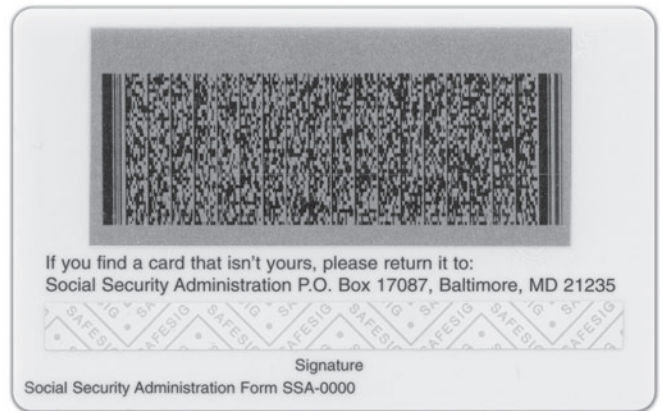 If you find a card that isn't yours, please return it to:
Social Security Administration P.O. Box 17087, Baltimore, MD 21235
SAFESIG SAFESIG SAFESIG SAFESIG SAFESIG
Signature
Social Security Administration Form SSA-0000